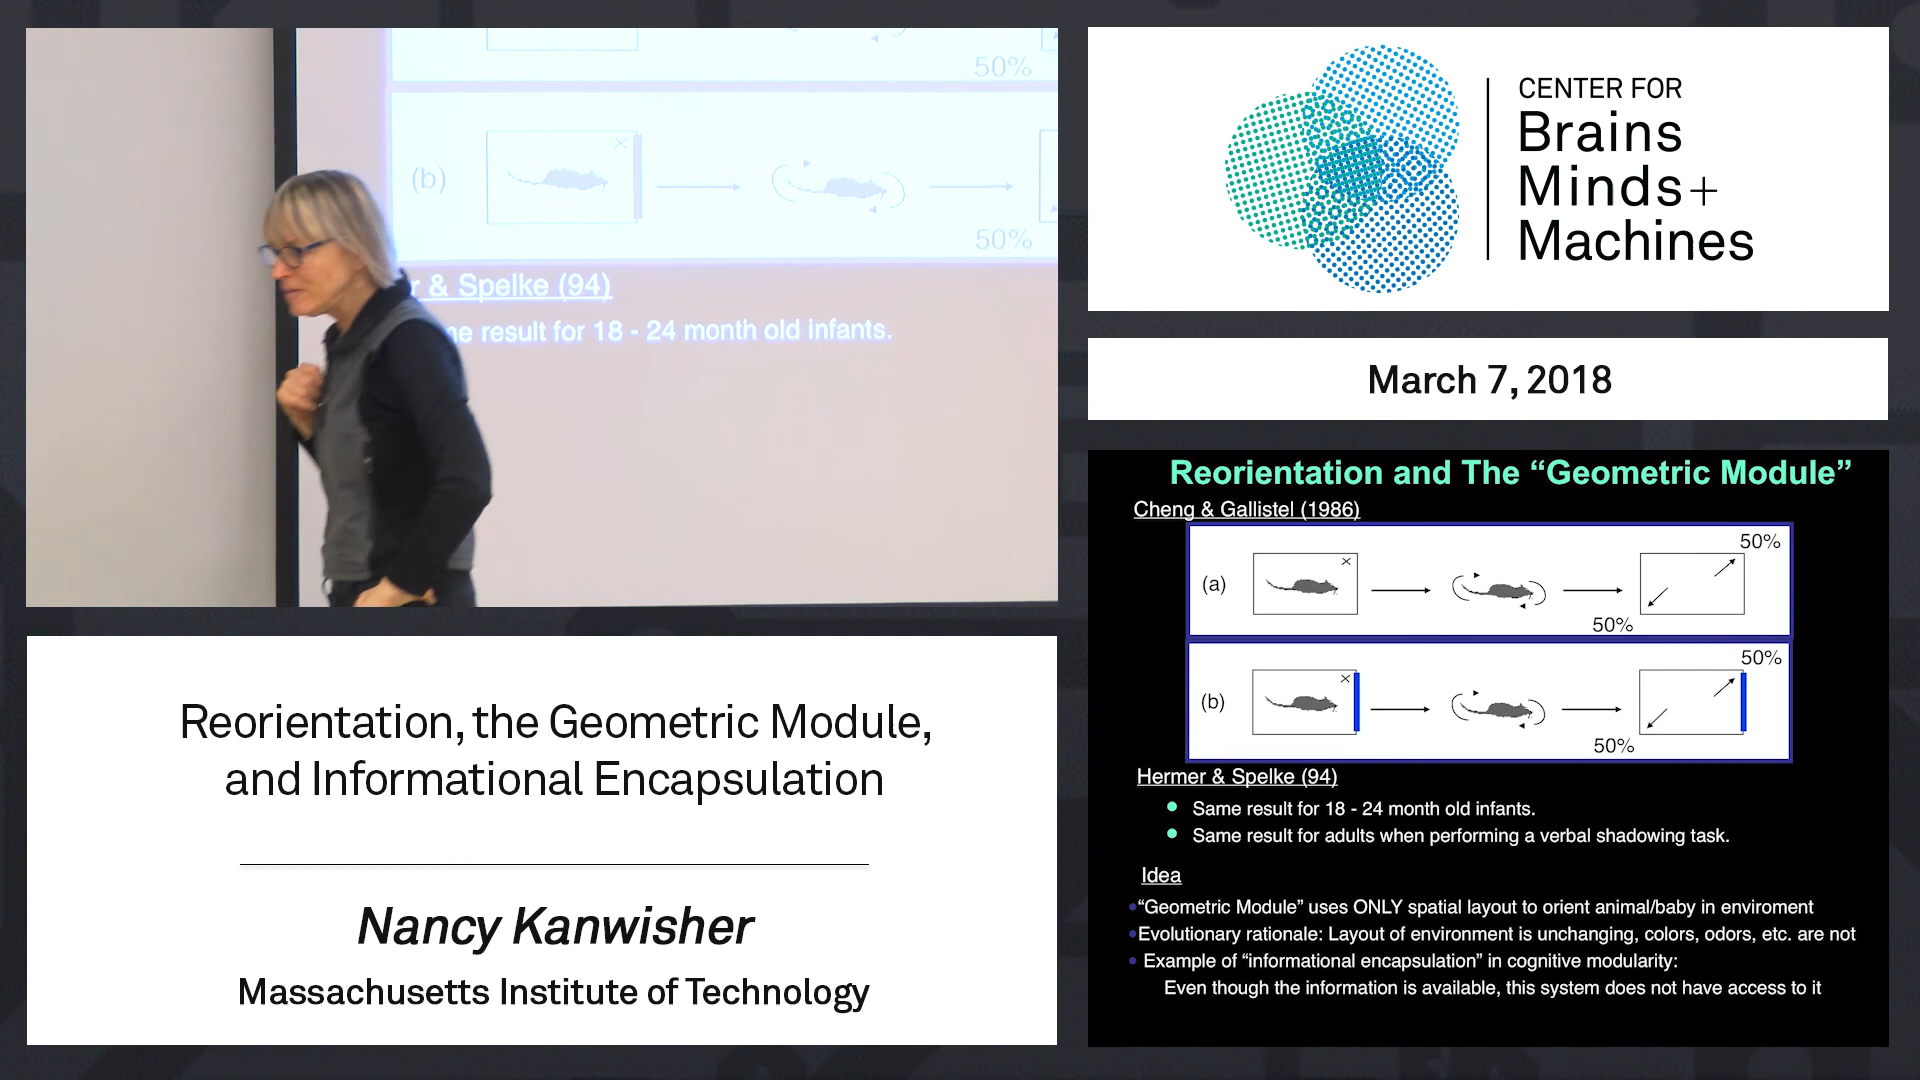 50%
(b)
50%
r & Spelke (94)
ne result for 18 - 24 month old infants.
CENTER FOR
Brains
Minds+
Machines
March 7, 2018
Reorientation, the Geometric Module,
and Informational Encapsulation
Nancy Kanwisher
Massachusetts Institute of Technology
Reorientation and The “Geometric Module”
Cheng & Gallistel (1986)
50%
(a)
50%
50%
(b)
50%
Hermer & Spelke (94)
Same result for 18 - 24 month old infants.
Same result for adults when performing a verbal shadowing task.
Idea
“Geometric Module” uses ONLY spatial layout to orient animal/baby in enviroment
Evolutionary rationale: Layout of environment is unchanging, colors, odors, etc. are not
Example of “informational encapsulation” in cognitive modularity:
Even though the information is available, this system does not have access to it